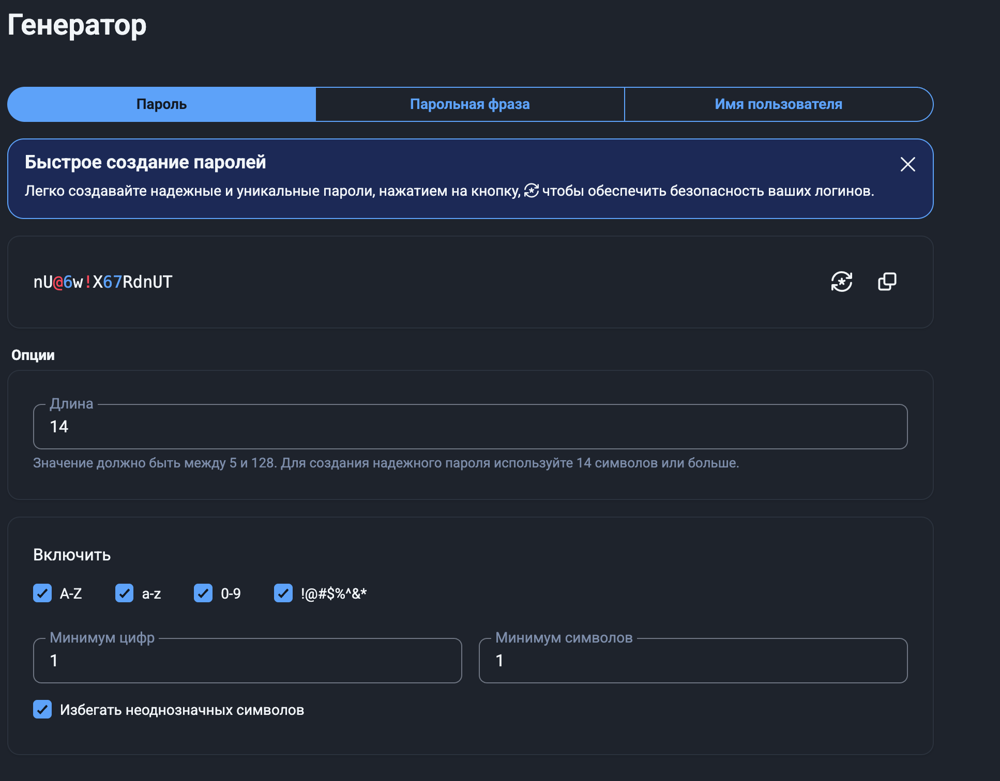 Генератор
Пароль
Парольная фраза
Имя пользователя
Быстрое создание паролей
Легко создавайте надежные и уникальные пароли, нажатием на кнопку, чтобы обеспечить безопасность ваших логинов.
nU@6w!X67RdnUT
Опции
Длина
14
Значение должно быть между 5 и 128. Для создания надежного пароля используйте 14 символов или больше.
Включить
A-Z
a-z
0-9
!@#$%^&*
Минимум цифр
1
Минимум символов
1
Избегать неоднозначных символов